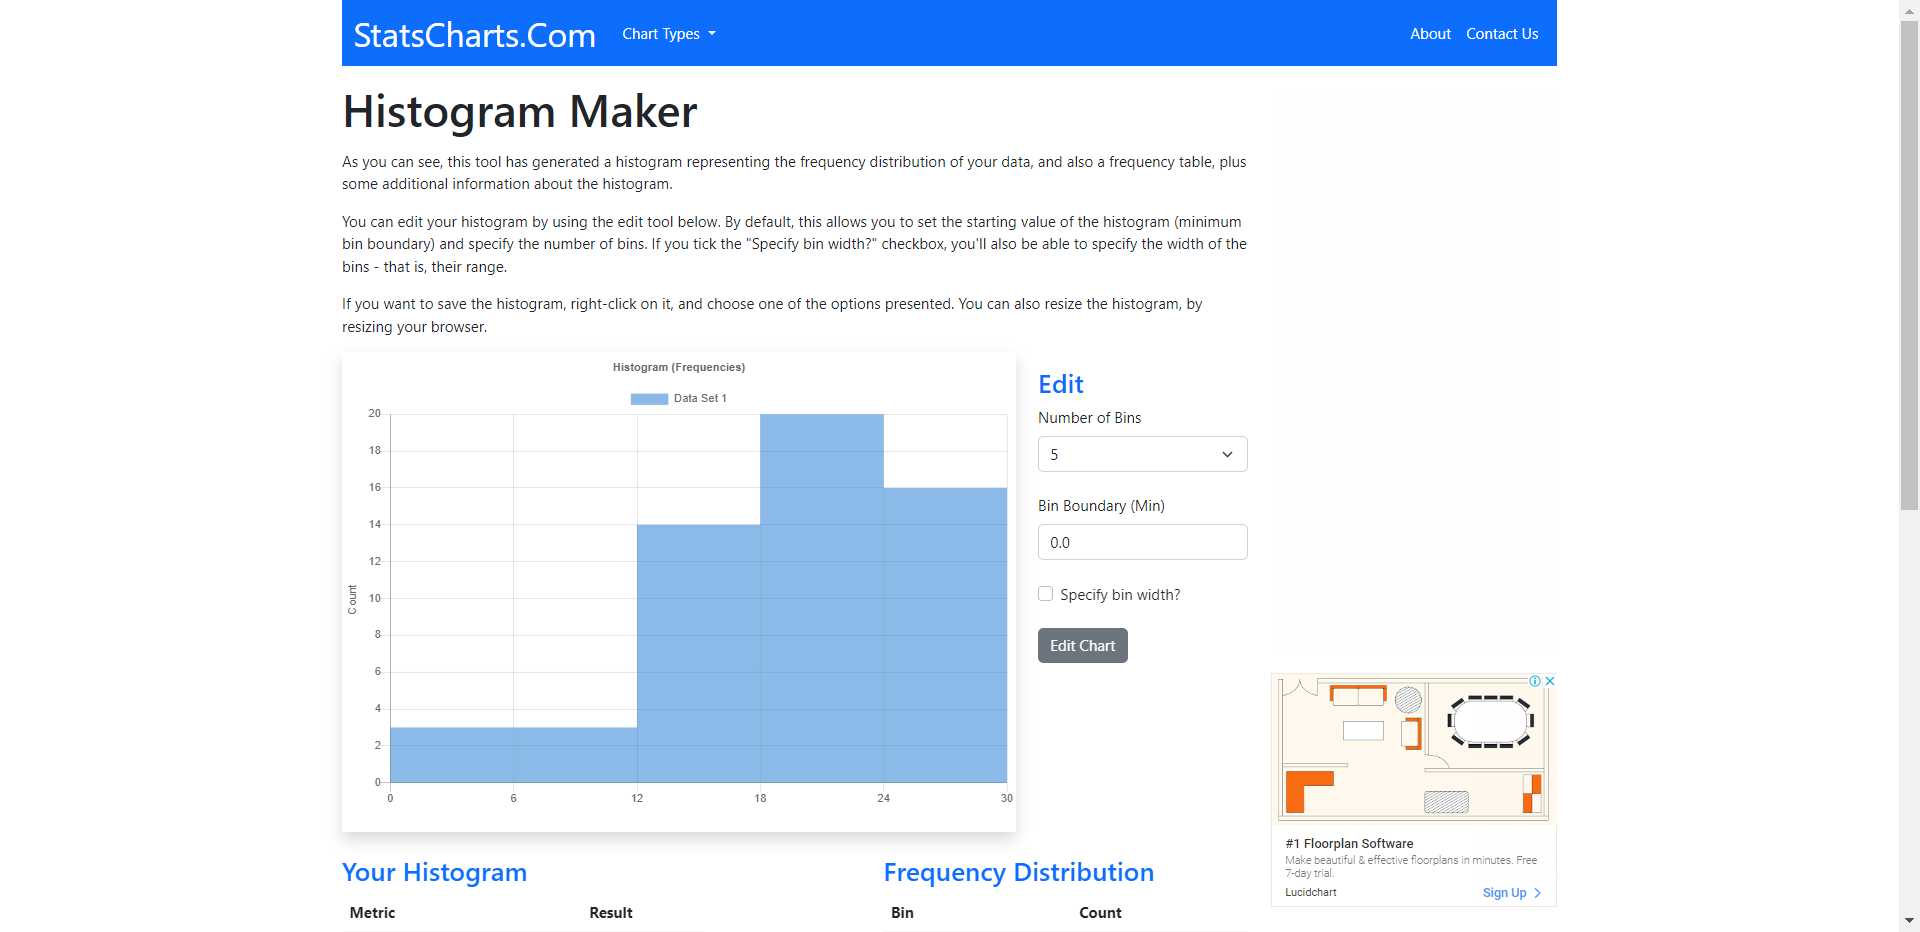 StatsCharts.Com Chart Types About Contact Us
Histogram Maker
As you can see, this tool has generated a histogram representing the frequency distribution of your data, and also a frequency table, plus
some additional information about the histogram.
You can edit your histogram by using the edit tool below. By default, this allows you to set the starting value of the histogram (minimum
bin boundary) and specify the number of bins. If you tick the "Specify bin width?" checkbox, you'll also be able to specify the width of the
bins - that is, their range.
If you want to save the histogram, right-click on it, and choose one of the options presented. You can also resize the histogram, by
resizing your browser.
Histogram (Frequencies)
Data Set 1
20
18
16
14
12
10
8
6
4
2
0
Count
0 6 12 18 24 30
Edit
Number of Bins
5
Bin Boundary (Min)
0.0
Specify bin width?
Edit Chart
#1 Floorplan Software
Make beautiful & effective floorplans in minutes. Free
7-day trial.
Lucidchart Sign Up
Your Histogram
Metric Result
Frequency Distribution
Bin Count